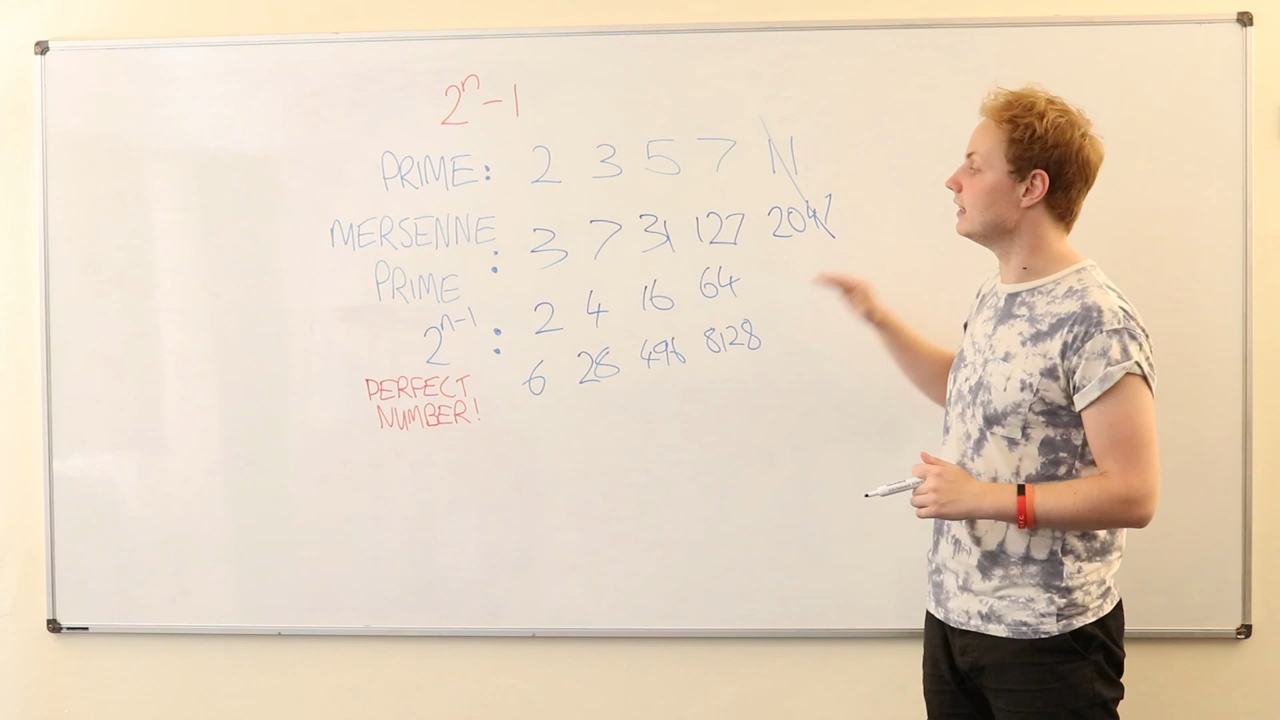 2ⁿ-1
PRIME: 2 3 5 7 11
MERSENNE PRIME : 3 7 31 127 2047
2ⁿ⁻¹ : 2 4 16 64
PERFECT NUMBER! 6 28 496 8128